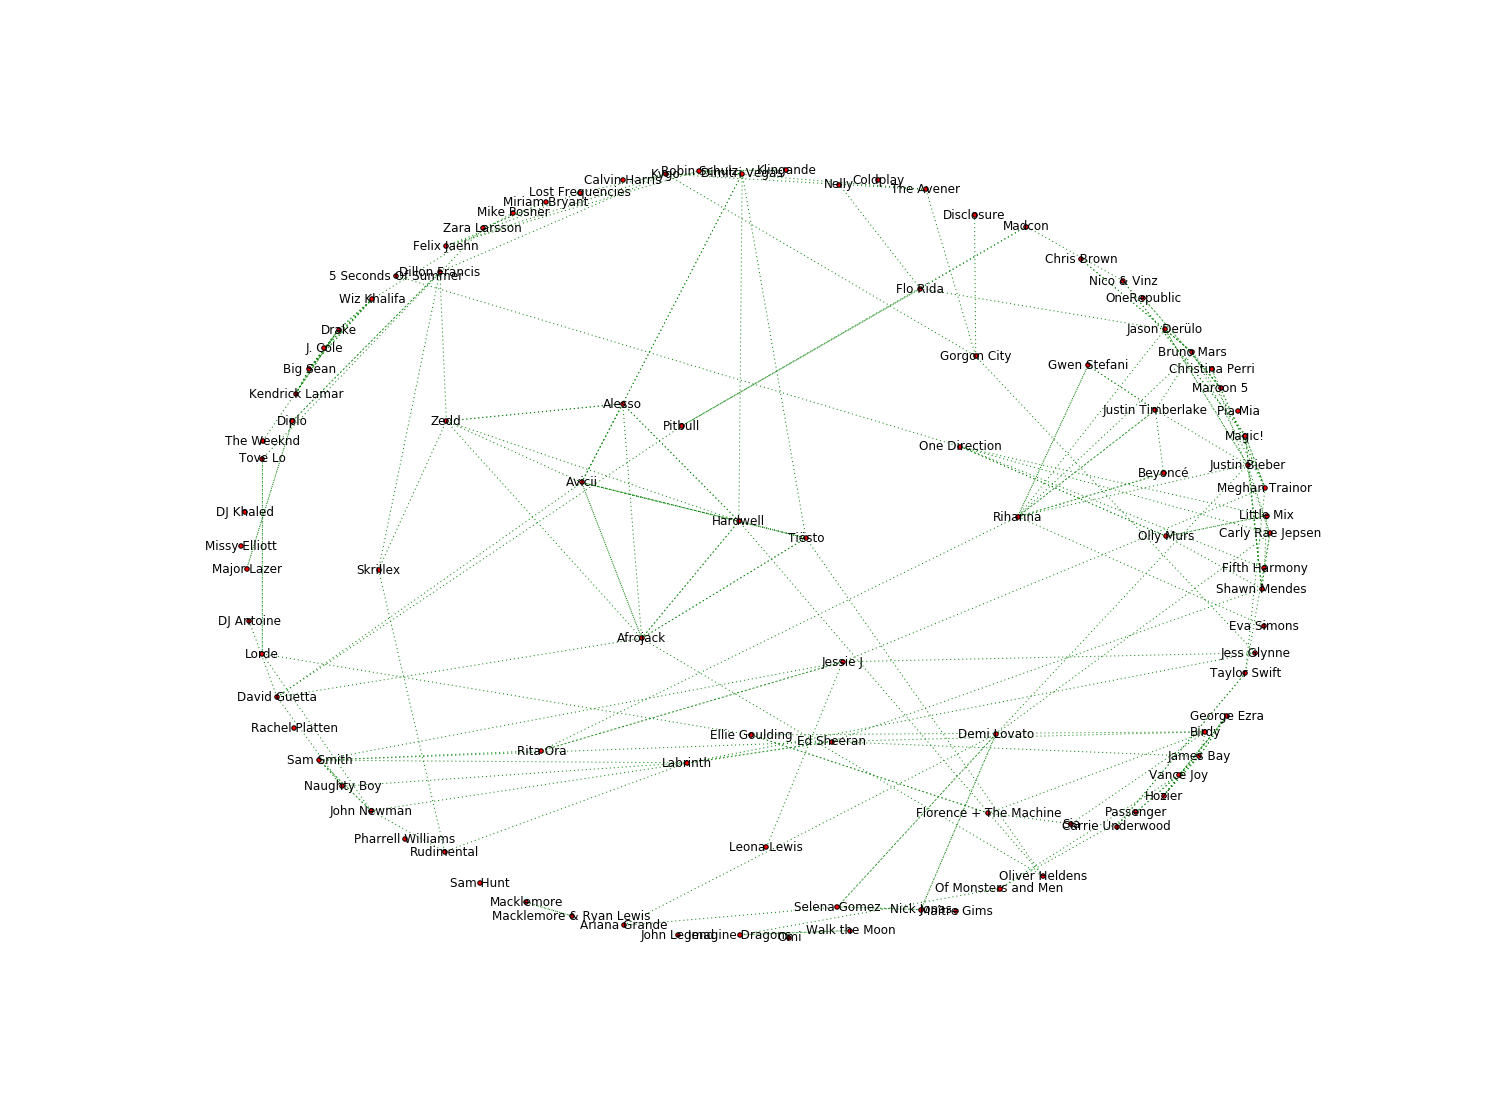 Klingande
Robin Schulz
Kygo
Dimitri Vegas
Calvin Harris
Coldplay
Nelly
The Avener
Lost Frequencies
Miriam Bryant
Mike Posner
Disclosure
Zara Larsson
Madcon
Felix Jaehn
Chris Brown
Dillon Francis
5 Seconds Of Summer
Nico & Vinz
Flo Rida
Wiz Khalifa
OneRepublic
Drake
Jason Derülo
J. Cole
Bruno Mars
Gorgon City
Gwen Stefani
Big Sean
Christina Perri
Maroon 5
Kendrick Lamar
Alesso
Justin Timberlake
Pia Mia
Diplo
Zedd
Pitbull
Magic!
The Weeknd
One Direction
Tove Lo
Justin Bieber
Beyoncé
Avicii
Meghan Trainor
DJ Khaled
Little Mix
Rihanna
Hardwell
Carly Rae Jepsen
Tiësto
Olly Murs
Missy Elliott
Major Lazer
Skrillex
Fifth Harmony
Shawn Mendes
DJ Antoine
Eva Simons
Afrojack
Lorde
Jess Glynne
Jessie J
Taylor Swift
David Guetta
George Ezra
Rachel Platten
Birdy
Ellie Goulding
Demi Lovato
Ed Sheeran
Rita Ora
James Bay
Sam Smith
Labrinth
Vance Joy
Naughty Boy
Hozier
John Newman
Passenger
Florence + The Machine
Sia
Carrie Underwood
Pharrell Williams
Leona Lewis
Rudimental
Oliver Heldens
Sam Hunt
Of Monsters and Men
Macklemore
Selena Gomez
Nick Jonas
Maître Gims
Macklemore & Ryan Lewis
Ariana Grande
Walk the Moon
John Legend
Imagine Dragons
Omi